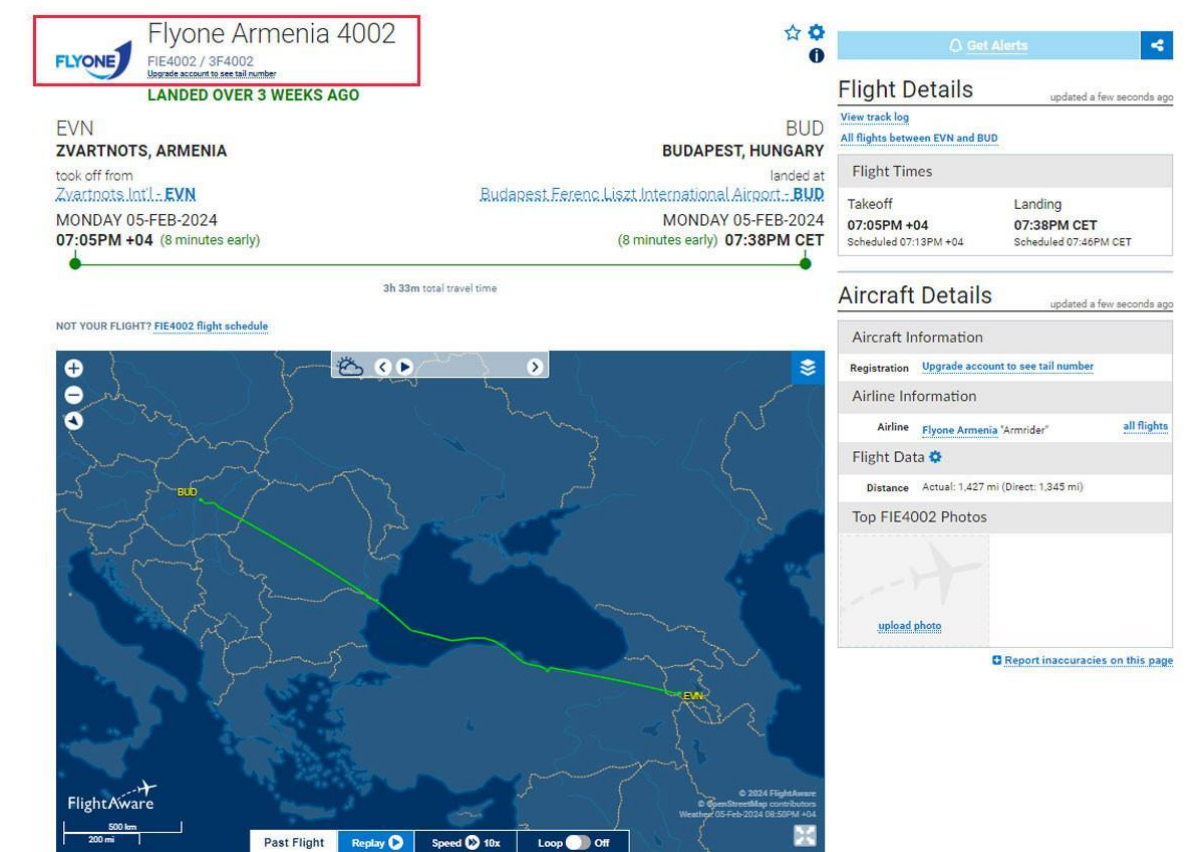 Flyone Armenia 4002
FLYONE
FIE4002 / 3F4002
Upgrade account to see tail number
LANDED OVER 3 WEEKS AGO
EVN
BUD
ZVARTNOTS, ARMENIA
BUDAPEST, HUNGARY
took off from
landed at
Zvartnots Int'l - EVN
Budapest Ferenc Liszt International Airport - BUD
MONDAY 05-FEB-2024
MONDAY 05-FEB-2024
07:05PM +04 (8 minutes early)
(8 minutes early) 07:38PM CET
3h 33m total travel time
NOT YOUR FLIGHT? FIE4002 flight schedule
BUD
EVN
FlightAware
500 km
200 mi
© 2024 FlightAware
© OpenStreetMap contributors
Weather: 05-Feb-2024 08:50PM +04
Past Flight
Replay
Speed 10x
Loop Off
Get Alerts
Flight Details
updated a few seconds ago
View track log
All flights between EVN and BUD
Flight Times
Takeoff Landing
07:05PM +04 07:38PM CET
Scheduled 07:13PM +04 Scheduled 07:46PM CET
Aircraft Details
updated a few seconds ago
Aircraft Information
Registration Upgrade account to see tail number
Airline Information
Airline Flyone Armenia "Armrider" all flights
Flight Data
Distance Actual: 1,427 mi (Direct: 1,345 mi)
Top FIE4002 Photos
upload photo
Report inaccuracies on this page